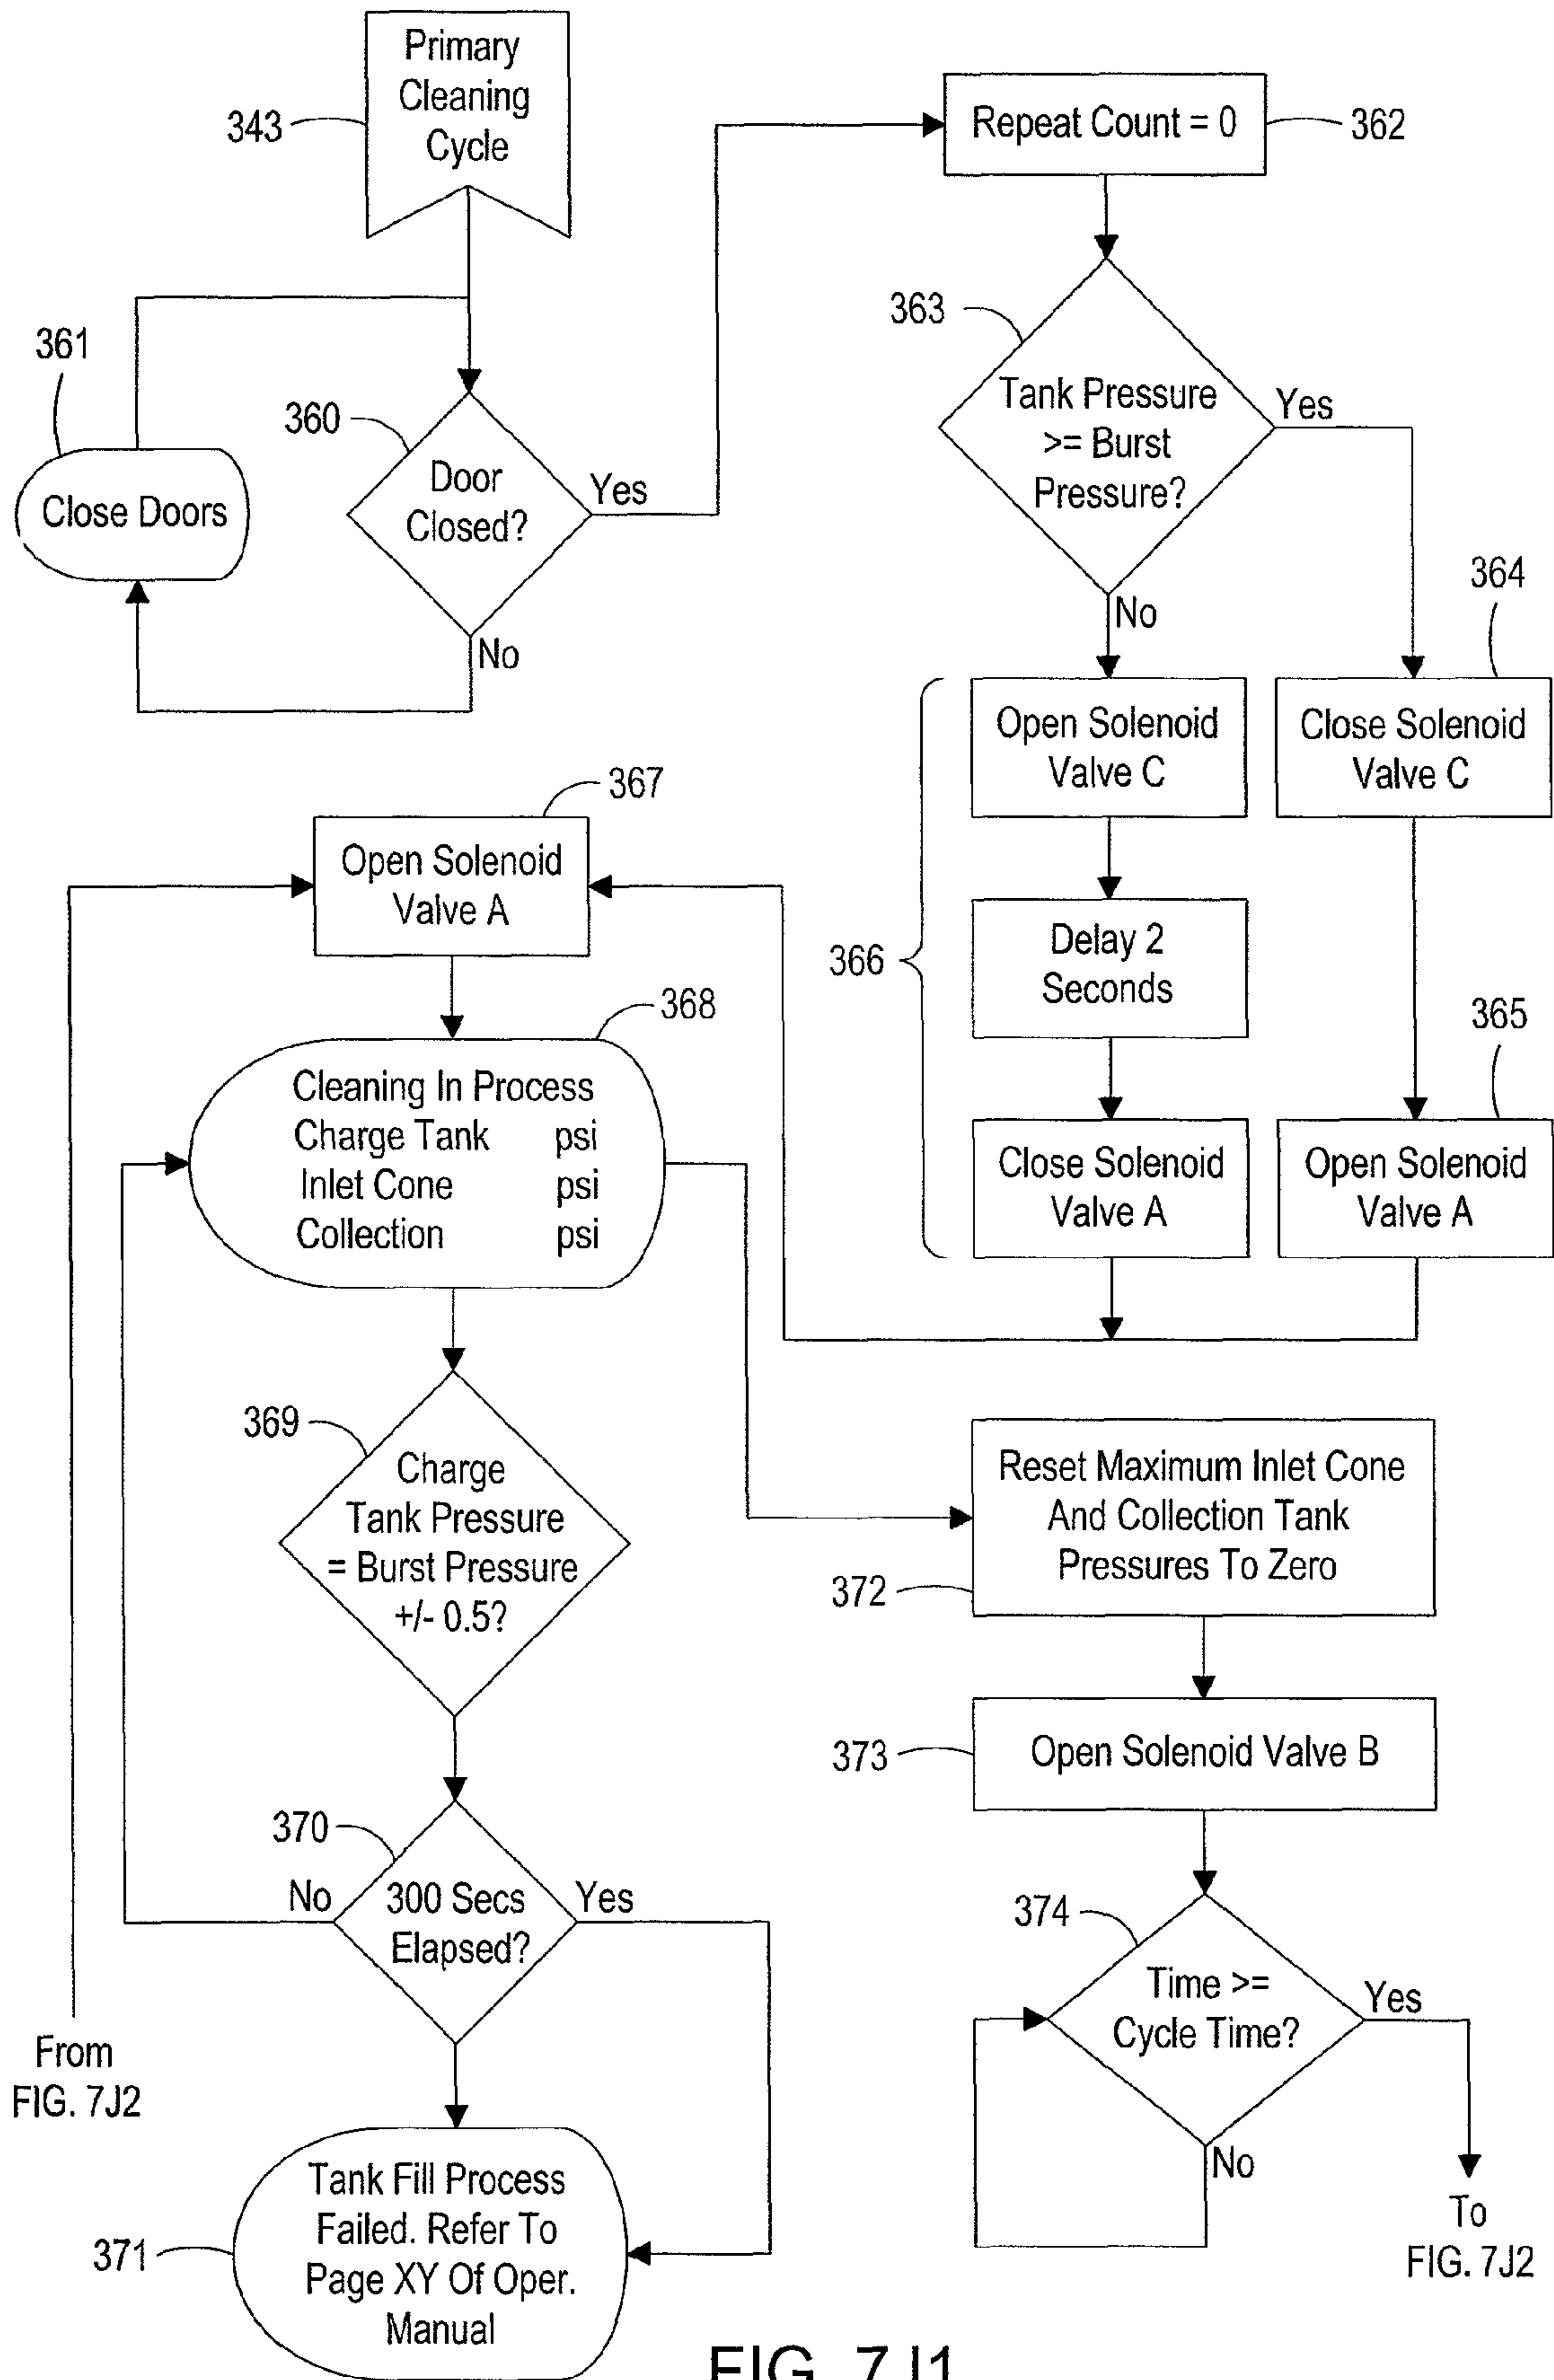 Primary
Cleaning
Cycle
343
Repeat Count = 0
362
361
Close Doors
360
Door
Closed?
Yes
No
363
Tank Pressure
>= Burst
Pressure?
Yes
No
364
Open Solenoid
Valve C
Close Solenoid
Valve C
366
Delay 2
Seconds
365
Close Solenoid
Valve A
Open Solenoid
Valve A
367
Open Solenoid
Valve A
368
Cleaning In Process
Charge Tank psi
Inlet Cone psi
Collection psi
369
Charge
Tank Pressure
= Burst Pressure
+/- 0.5?
370
No
300 Secs
Elapsed?
Yes
From
FIG. 7J2
371
Tank Fill Process
Failed. Refer To
Page XY Of Oper.
Manual
Reset Maximum Inlet Cone
And Collection Tank
Pressures To Zero
372
373
Open Solenoid Valve B
374
Time >=
Cycle Time?
Yes
No
To
FIG. 7J2
FIG. 7J1